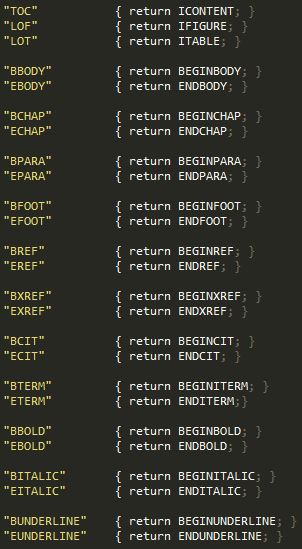 "TOC" { return ICONTENT; }
"LOF" { return IFIGURE; }
"LOT" { return ITABLE; }
"BBODY" { return BEGINBODY; }
"EBODY" { return ENDBODY; }
"BCHAP" { return BEGINCHAP; }
"ECHAP" { return ENDCHAP; }
"BPARA" { return BEGINPARA; }
"EPARA" { return ENDPARA; }
"BFOOT" { return BEGINFOOT; }
"EFOOT" { return ENDFOOT; }
"BREF" { return BEGINREF; }
"EREF" { return ENDREF; }
"BXREF" { return BEGINXREF; }
"EXREF" { return ENDXREF; }
"BCIT" { return BEGINCIT; }
"ECIT" { return ENDCIT; }
"BTERM" { return BEGINITERM; }
"ETERM" { return ENDITERM;}
"BBOLD" { return BEGINBOLD; }
"EBOLD" { return ENDBOLD; }
"BITALIC" { return BEGINITALIC; }
"EITALIC" { return ENDITALIC; }
"BUNDERLINE" { return BEGINUNDERLINE; }
"EUNDERLINE" { return ENDUNDERLINE; }